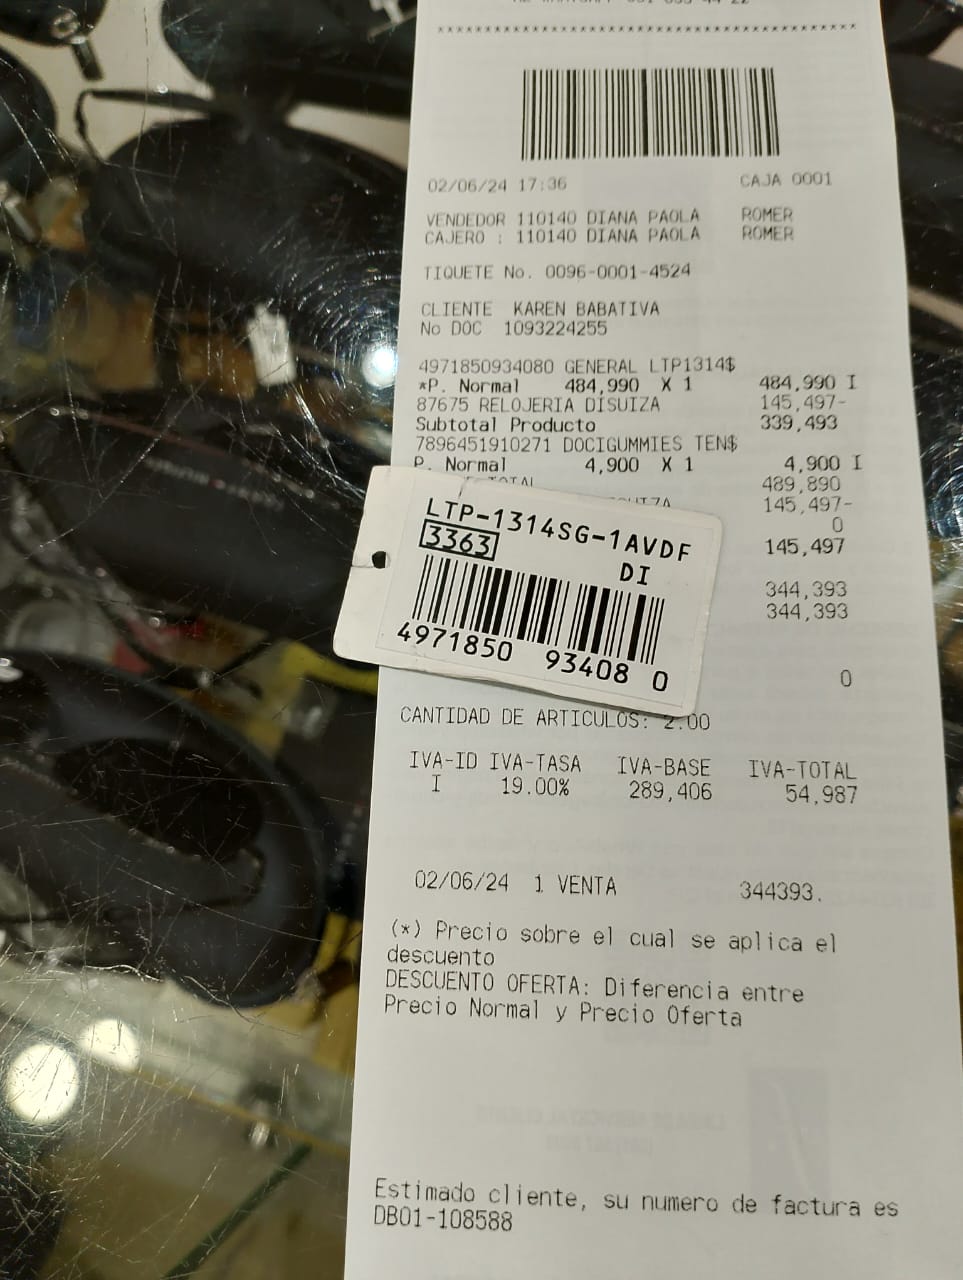 02/06/24 17:36 CAJA 0001
VENDEDOR 110140 DIANA PAOLA ROMER
CAJERO : 110140 DIANA PAOLA ROMER
TIQUETE No. 0096-0001-4524
CLIENTE KAREN BABATIVA
No DOC 1093224255
4971850934080 GENERAL LTP1314$
*P. Normal 484,990 X 1 484,990 I
87675 RELOJERIA DISUIZA 145,497-
Subtotal Producto 339,493
7896451910271 DOCIGUMMIES TEN$
P. Normal 4,900 X 1 4,900 I
489,890
145,497-
0
145,497
344,393
344,393
0
LTP-1314SG-1AVDF
3363 DI
4971850 93408 0
CANTIDAD DE ARTICULOS: 2.00
IVA-ID IVA-TASA IVA-BASE IVA-TOTAL
I 19.00% 289,406 54,987
02/06/24 1 VENTA 344393.
(*) Precio sobre el cual se aplica el
descuento
DESCUENTO OFERTA: Diferencia entre
Precio Normal y Precio Oferta
Estimado cliente, su numero de factura es
DB01-108588